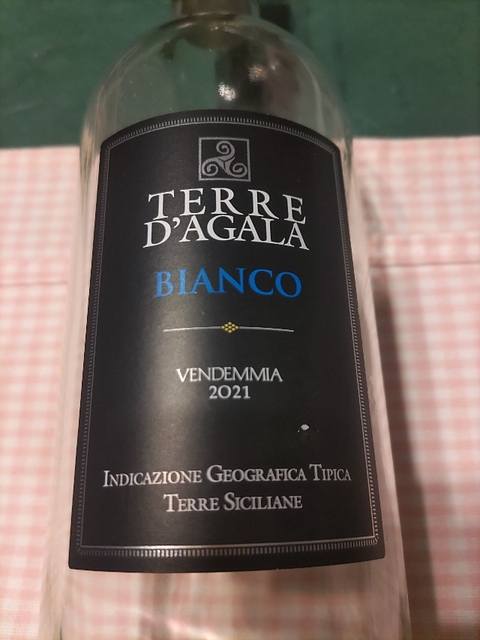 TERRE
D'AGALA
BIANCO
VENDEMMIA
2021
INDICAZIONE GEOGRAFICA TIPICA
TERRE SICILIANE